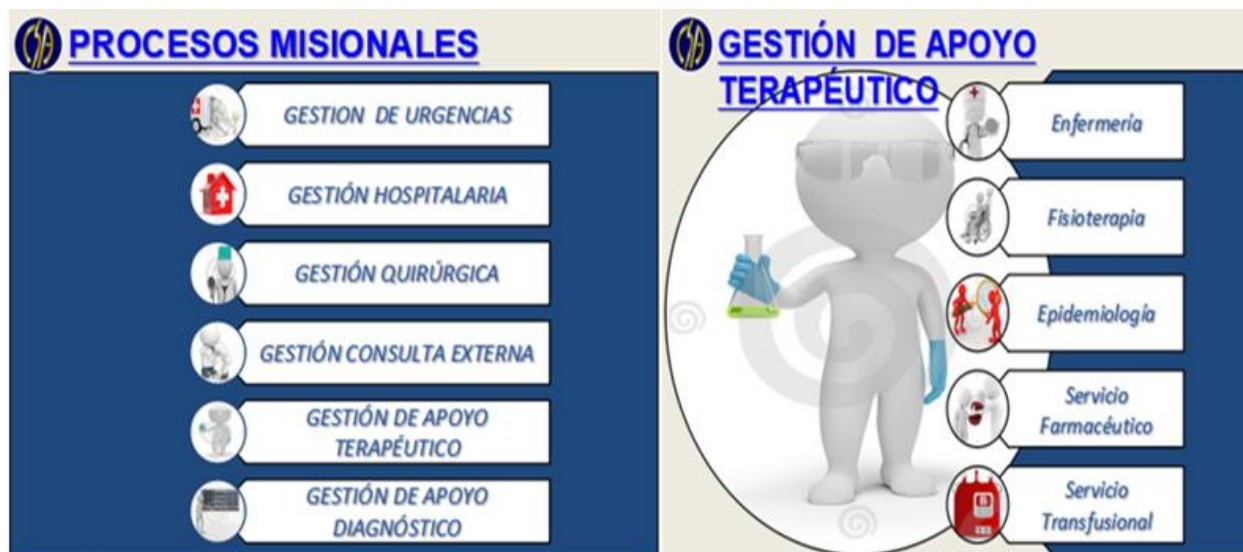 PROCESOS MISIONALES
GESTION DE URGENCIAS
GESTIÓN HOSPITALARIA
GESTIÓN QUIRÚRGICA
GESTIÓN CONSULTA EXTERNA
GESTIÓN DE APOYO
TERAPÉUTICO
GESTIÓN DE APOYO
DIAGNÓSTICO
GESTIÓN DE APOYO
TERAPÉUTICO
Enfermería
Fisioterapia
Epidemiología
Servicio
Farmacéutico
Servicio
Transfusional